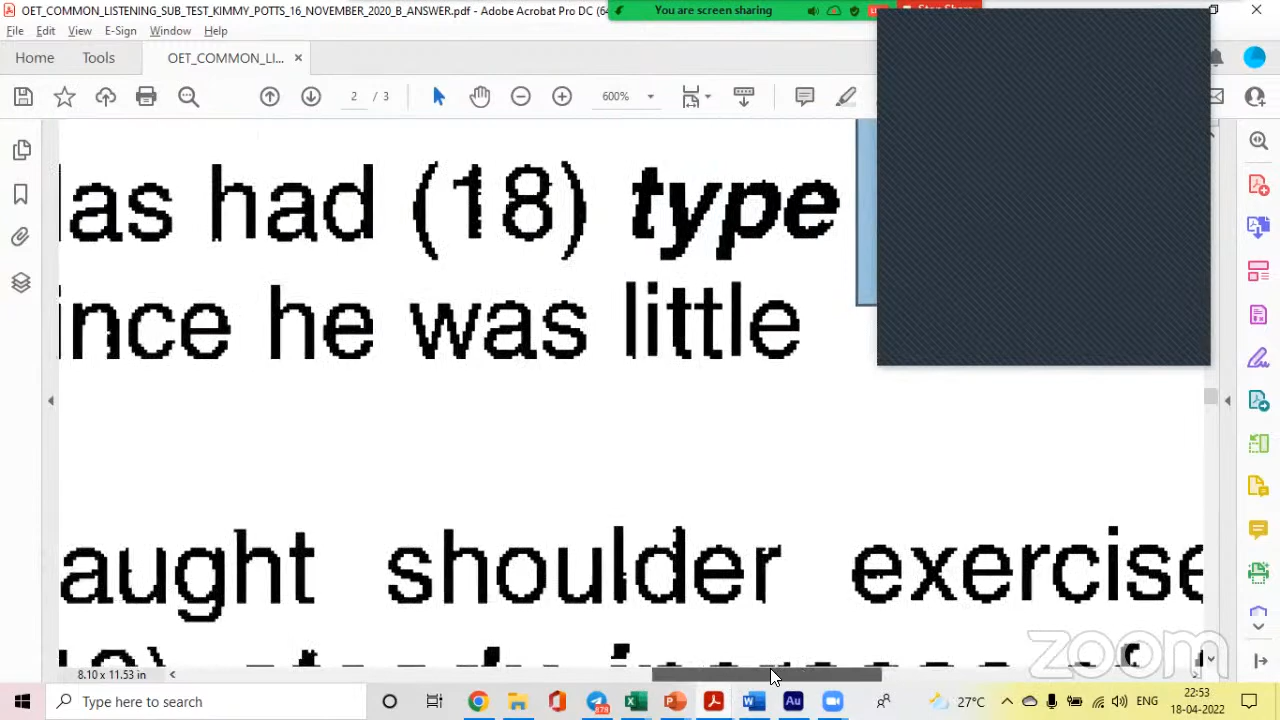 OET_COMMON_LISTENING_SUB_TEST_KIMMY_POTTS_16_NOVEMBER_2020_B_ANSWER.pdf - Adobe Acrobat Pro DC (64
You are screen sharing
File Edit View E-Sign Window Help
Home Tools OET_COMMON_LI... ×
2 / 3 600%
as had (18) type
ince he was little
aught shoulder exercise
zoom
8.10 x 11.53 in
Type here to search
27°C ENG 22:53
18-04-2022